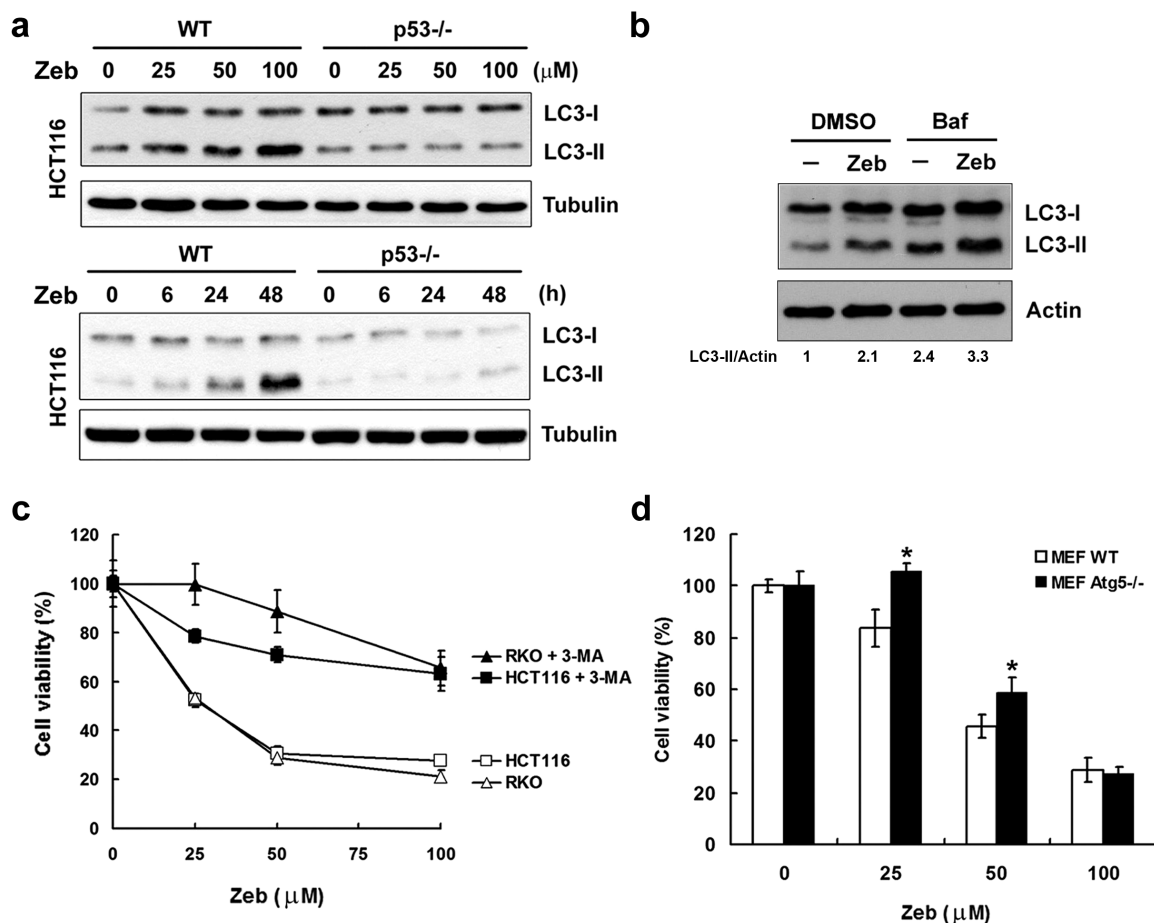 a
WT p53-/-
Zeb 0 25 50 100 0 25 50 100 (μM)
HCT116
LC3-I
LC3-II
Tubulin
WT p53-/-
Zeb 0 6 24 48 0 6 24 48 (h)
HCT116
LC3-I
LC3-II
Tubulin
b
DMSO Baf
– Zeb – Zeb
LC3-I
LC3-II
Actin
LC3-II/Actin 1 2.1 2.4 3.3
c
Cell viability (%)
120
100
80
60
40
20
0
0 25 50 75 100
Zeb ( μM)
RKO + 3-MA
HCT116 + 3-MA
HCT116
RKO
d
Cell viability (%)
120
100
80
60
40
20
0
* *
MEF WT
MEF Atg5-/-
0 25 50 100
Zeb ( μM)